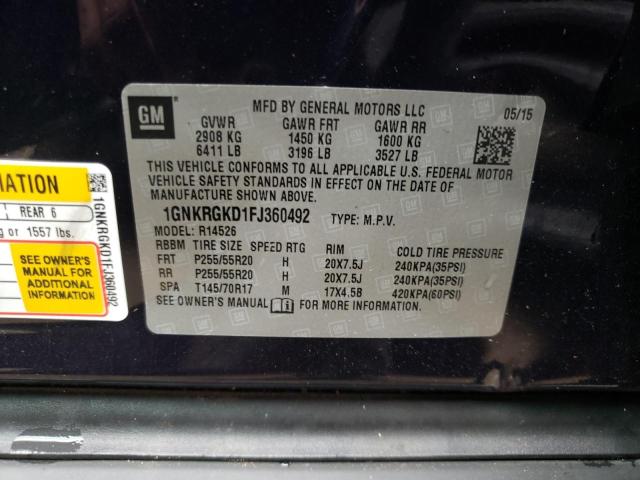 GM
MFD BY GENERAL MOTORS LLC 05/15
GVWR GAWR FRT GAWR RR
2908 KG 1450 KG 1600 KG
6411 LB 3196 LB 3527 LB
THIS VEHICLE CONFORMS TO ALL APPLICABLE U.S. FEDERAL MOTOR
VEHICLE SAFETY STANDARDS IN EFFECT ON THE DATE OF
MANUFACTURE SHOWN ABOVE.
1GNKRGKD1FJ360492 TYPE: M.P.V.
MODEL: R14526
RBBM TIRE SIZE SPEED RTG RIM COLD TIRE PRESSURE
FRT P255/55R20 H 20X7.5J 240KPA(35PSI)
RR P255/55R20 H 20X7.5J 240KPA(35PSI)
SPA T145/70R17 M 17X4.5B 420KPA(60PSI)
SEE OWNER'S MANUAL FOR MORE INFORMATION.
REAR 6
or 1557 lbs.
SEE OWNER'S
MANUAL FOR
ADDITIONAL
INFORMATION
1GNKRGKD1FJ360492